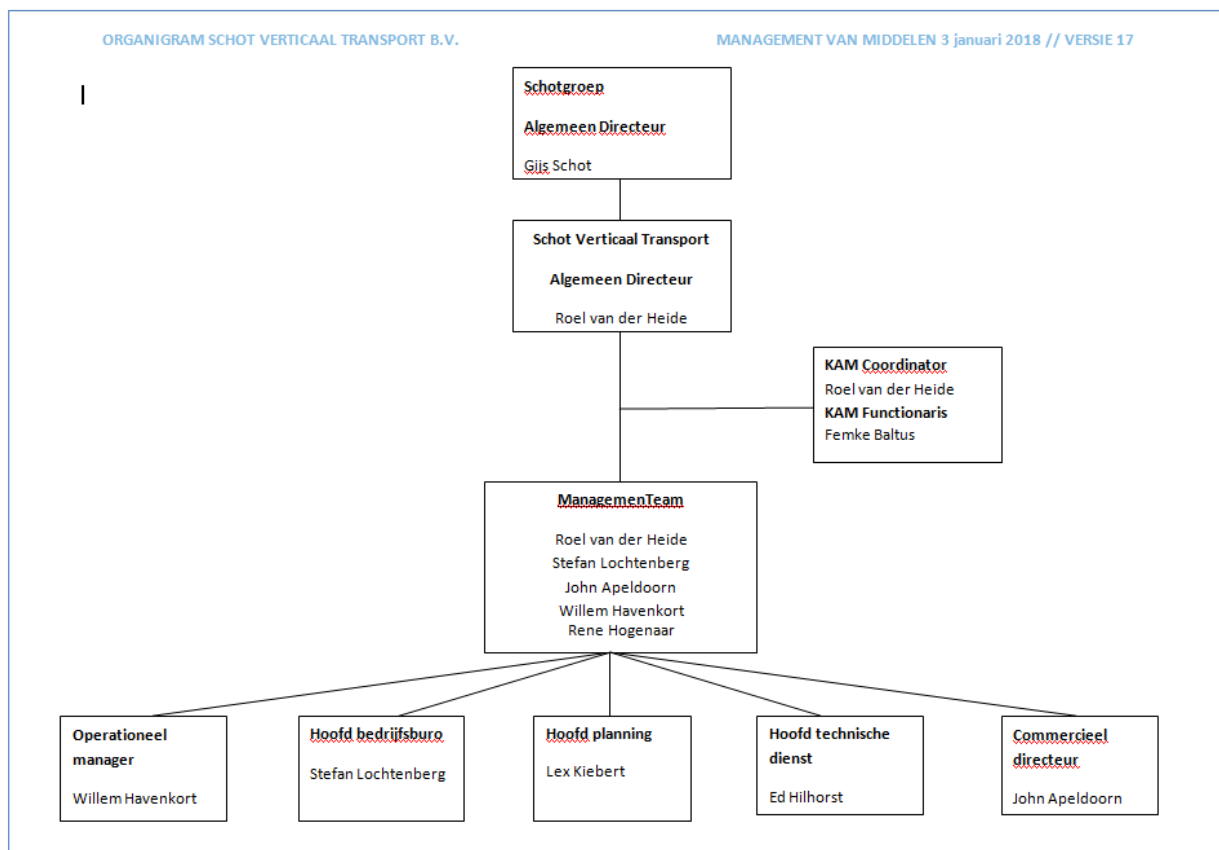 ORGANIGRAM SCHOT VERTICAAL TRANSPORT B.V.
MANAGEMENT VAN MIDDELEN 3 januari 2018 // VERSIE 17
Schotgroep
Algemeen Directeur
Gijs Schot
Schot Verticaal Transport
Algemeen Directeur
Roel van der Heide
KAM Coordinator
Roel van der Heide
KAM Functionaris
Femke Baltus
ManagemenTeam
Roel van der Heide
Stefan Lochtenberg
John Apeldoorn
Willem Havenkort
Rene Hogenaar
Operationeel
manager
Willem Havenkort
Hoofd bedrijfsburo
Stefan Lochtenberg
Hoofd planning
Lex Kiebert
Hoofd technische
dienst
Ed Hilhorst
Commercieel
directeur
John Apeldoorn